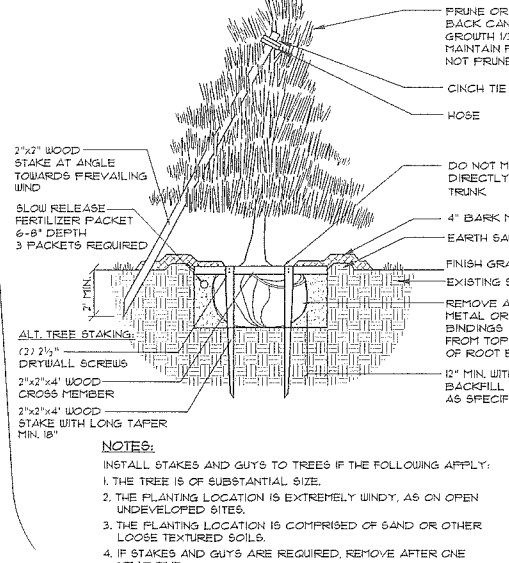 PRUNE OR
BACK CAN
GROWTH 1/3
MAINTAIN F
NOT PRUNE
CINCH TIE
HOSE
2"x2" WOOD
STAKE AT ANGLE
TOWARDS PREVAILING
WIND
SLOW RELEASE
FERTILIZER PACKET
6-8" DEPTH
3 PACKETS REQUIRED
DO NOT M
DIRECTLY
TRUNK
4" BARK M
EARTH SA
FINISH GRA
EXISTING S
2' MIN.
REMOVE A
METAL OR
BINDINGS
FROM TOP
OF ROOT B
ALT. TREE STAKING:
(2) 2½"
DRYWALL SCREWS
2"x2"x4' WOOD
CROSS MEMBER
2"x2"x4' WOOD
STAKE WITH LONG TAPER
MIN. 18"
12" MIN. WIT
BACKFILL
AS SPECIF
NOTES:
INSTALL STAKES AND GUYS TO TREES IF THE FOLLOWING APPLY:
1. THE TREE IS OF SUBSTANTIAL SIZE.
2. THE PLANTING LOCATION IS EXTREMELY WINDY, AS ON OPEN
UNDEVELOPED SITES.
3. THE PLANTING LOCATION IS COMPRISED OF SAND OR OTHER
LOOSE TEXTURED SOILS.
4. IF STAKES AND GUYS ARE REQUIRED, REMOVE AFTER ONE